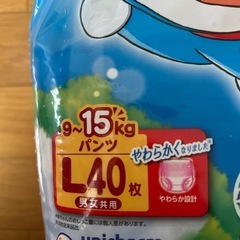 9~15kg
パンツ
L40枚
男女共用
やわらかくなりました
やわらか設計
unicharm